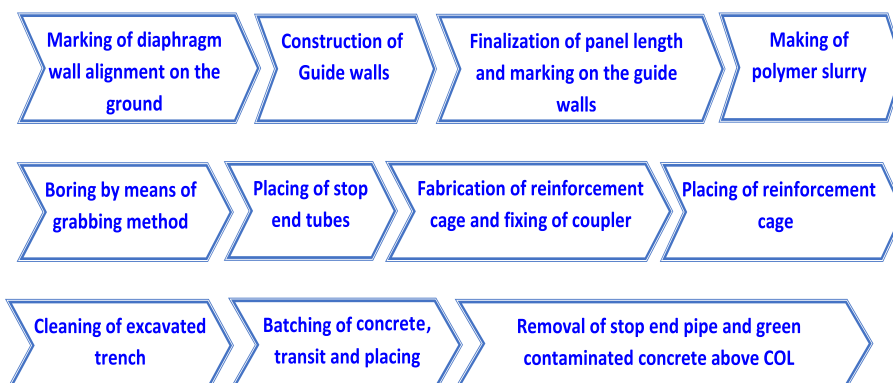 Marking of diaphragm
wall alignment on the
ground
Construction of
Guide walls
Finalization of panel length
and marking on the guide
walls
Making of
polymer slurry
Boring by means of
grabbing method
Placing of stop
end tubes
Fabrication of reinforcement
cage and fixing of coupler
Placing of reinforcement
cage
Cleaning of excavated
trench
Batching of concrete,
transit and placing
Removal of stop end pipe and green
contaminated concrete above COL